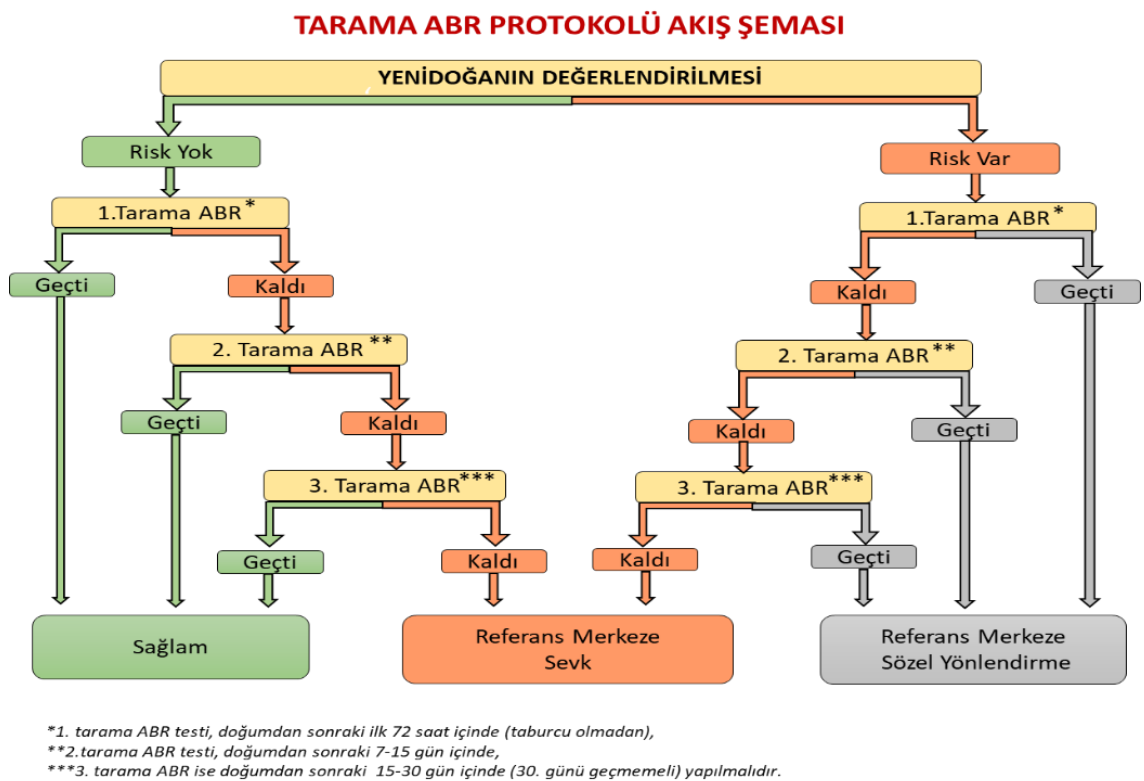 TARAMA ABR PROTOKOLÜ AKIŞ ŞEMASI
YENİDOĞANIN DEĞERLENDİRİLMESİ
Risk Yok
Risk Var
1.Tarama ABR *
1.Tarama ABR *
Geçti
Kaldı
Kaldı
Geçti
2. Tarama ABR **
2. Tarama ABR **
Geçti
Kaldı
Kaldı
Geçti
3. Tarama ABR***
3. Tarama ABR***
Geçti
Kaldı
Kaldı
Geçti
Sağlam
Referans Merkeze
Sevk
Referans Merkeze
Sözel Yönlendirme
*1. tarama ABR testi, doğumdan sonraki ilk 72 saat içinde (taburcu olmadan),
**2.tarama ABR testi, doğumdan sonraki 7-15 gün içinde,
***3. tarama ABR ise doğumdan sonraki 15-30 gün içinde (30. günü geçmemeli) yapılmalıdır.